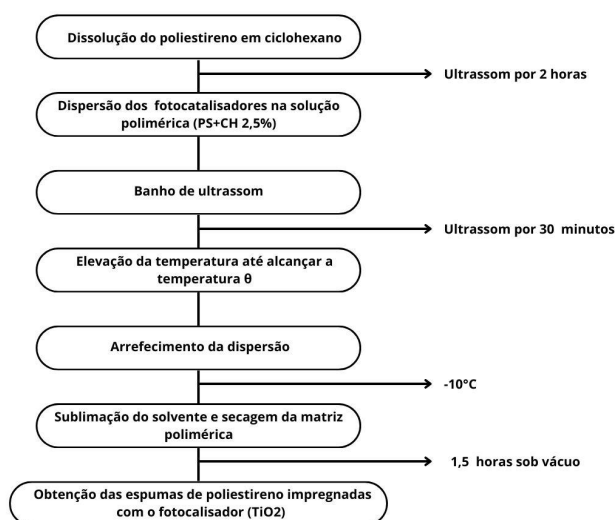 Dissolução do poliestireno em ciclohexano
Ultrassom por 2 horas
Dispersão dos fotocatalisadores na solução
polimérica (PS+CH 2,5%)
Banho de ultrassom
Ultrassom por 30 minutos
Elevação da temperatura até alcançar a
temperatura θ
Arrefecimento da dispersão
-10°C
Sublimação do solvente e secagem da matriz
polimérica
1,5 horas sob vácuo
Obtenção das espumas de poliestireno impregnadas
com o fotocalisador (TiO2)